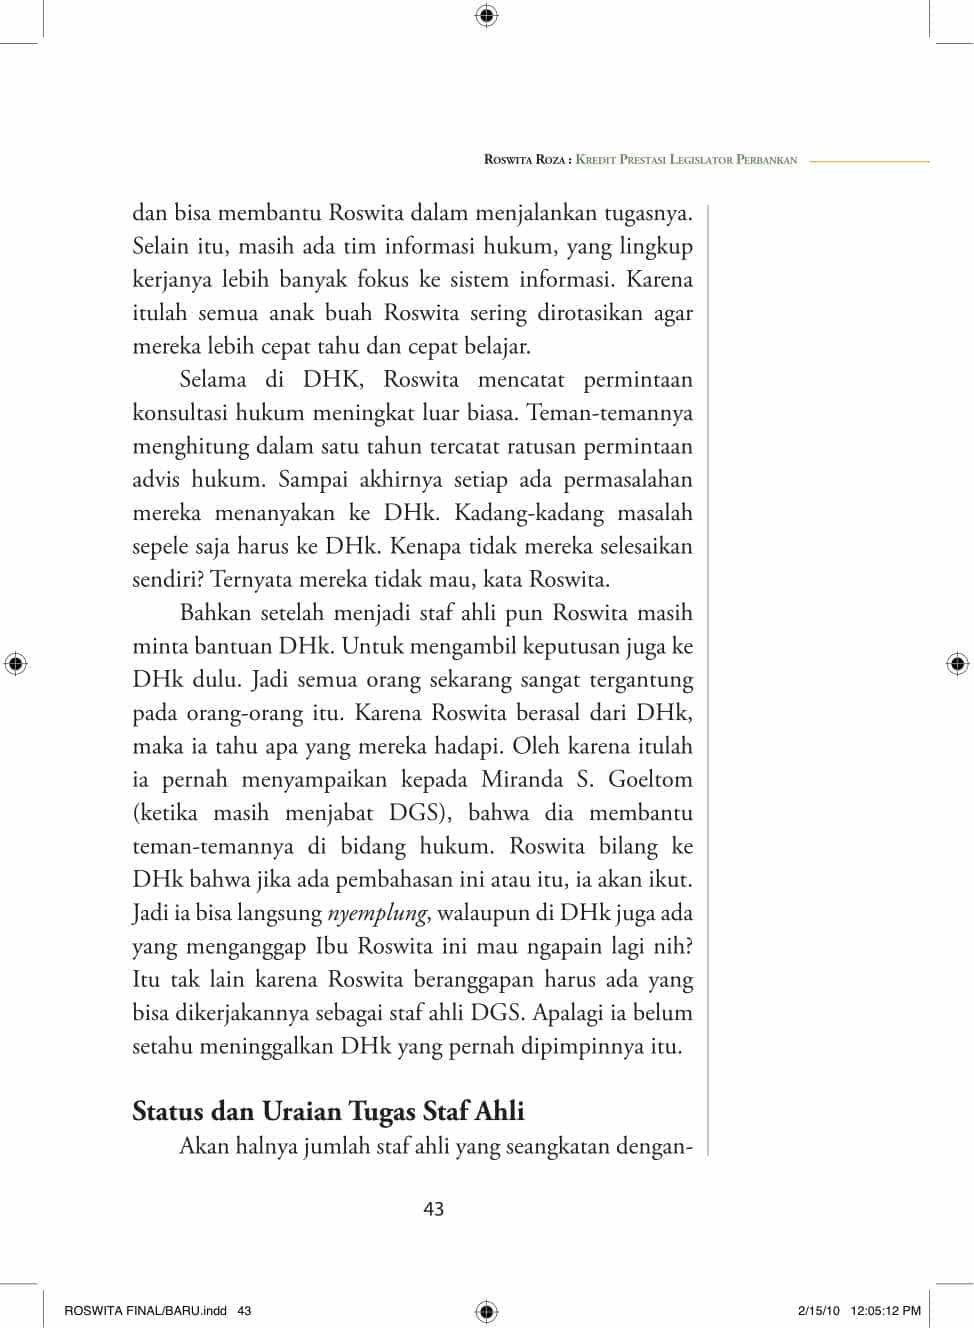 Roswita Roza : Kredit Prestasi Legislator Perbankan
dan bisa membantu Roswita dalam menjalankan tugasnya.
Selain itu, masih ada tim informasi hukum, yang lingkup
kerjanya lebih banyak fokus ke sistem informasi. Karena
itulah semua anak buah Roswita sering dirotasikan agar
mereka lebih cepat tahu dan cepat belajar.
Selama di DHK, Roswita mencatat permintaan
konsultasi hukum meningkat luar biasa. Teman-temannya
menghitung dalam satu tahun tercatat ratusan permintaan
advis hukum. Sampai akhirnya setiap ada permasalahan
mereka menanyakan ke DHk. Kadang-kadang masalah
sepele saja harus ke DHk. Kenapa tidak mereka selesaikan
sendiri? Ternyata mereka tidak mau, kata Roswita.
Bahkan setelah menjadi staf ahli pun Roswita masih
minta bantuan DHk. Untuk mengambil keputusan juga ke
DHk dulu. Jadi semua orang sekarang sangat tergantung
pada orang-orang itu. Karena Roswita berasal dari DHk,
maka ia tahu apa yang mereka hadapi. Oleh karena itulah
ia pernah menyampaikan kepada Miranda S. Goeltom
(ketika masih menjabat DGS), bahwa dia membantu
teman-temannya di bidang hukum. Roswita bilang ke
DHk bahwa jika ada pembahasan ini atau itu, ia akan ikut.
Jadi ia bisa langsung nyemplung, walaupun di DHk juga ada
yang menganggap Ibu Roswita ini mau ngapain lagi nih?
Itu tak lain karena Roswita beranggapan harus ada yang
bisa dikerjakannya sebagai staf ahli DGS. Apalagi ia belum
setahu meninggalkan DHk yang pernah dipimpinnya itu.
Status dan Uraian Tugas Staf Ahli
Akan halnya jumlah staf ahli yang seangkatan dengan-
43
ROSWITA FINAL/BARU.indd 43
2/15/10 12:05:12 PM